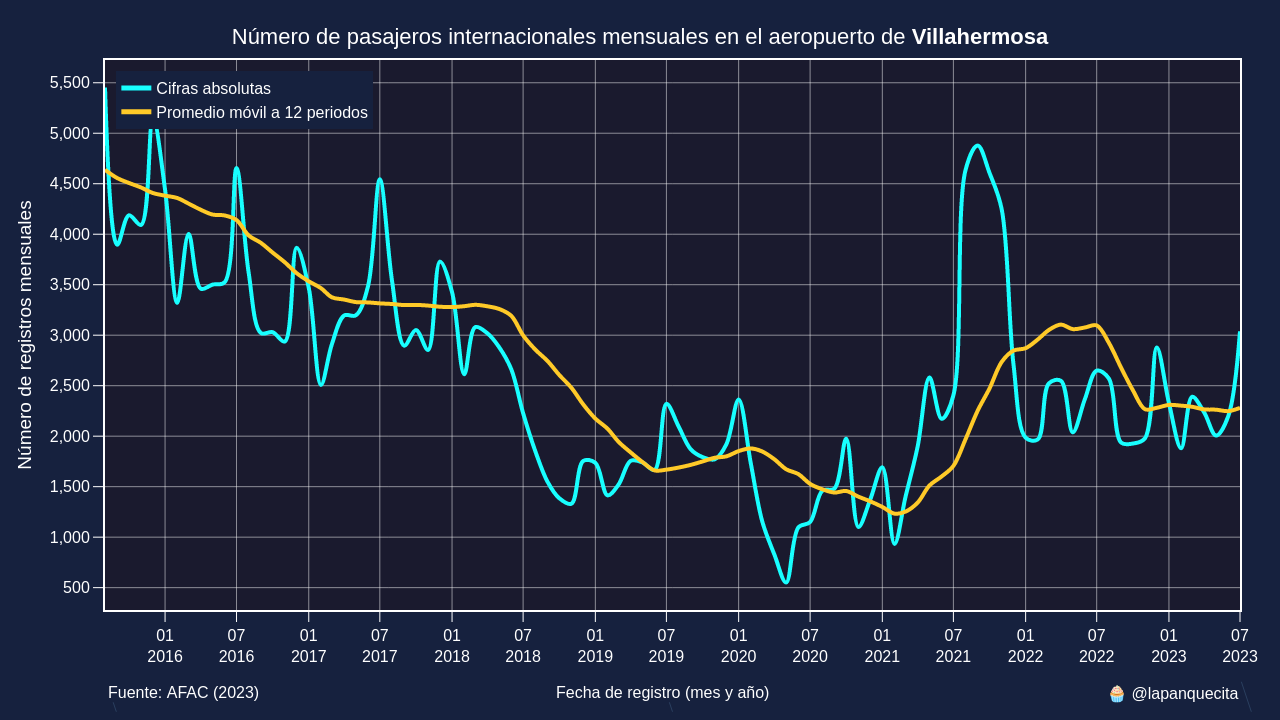 Número de pasajeros internacionales mensuales en el aeropuerto de Villahermosa
Cifras absolutas
Promedio móvil a 12 periodos
Número de registros mensuales
5,500
5,000
4,500
4,000
3,500
3,000
2,500
2,000
1,500
1,000
500
01 07 01 07 01 07 01 07 01 07 01 07 01 07 01 07
2016 2016 2017 2017 2018 2018 2019 2019 2020 2020 2021 2021 2022 2022 2023 2023
Fuente: AFAC (2023)
Fecha de registro (mes y año)
🧁 @lapanquecita